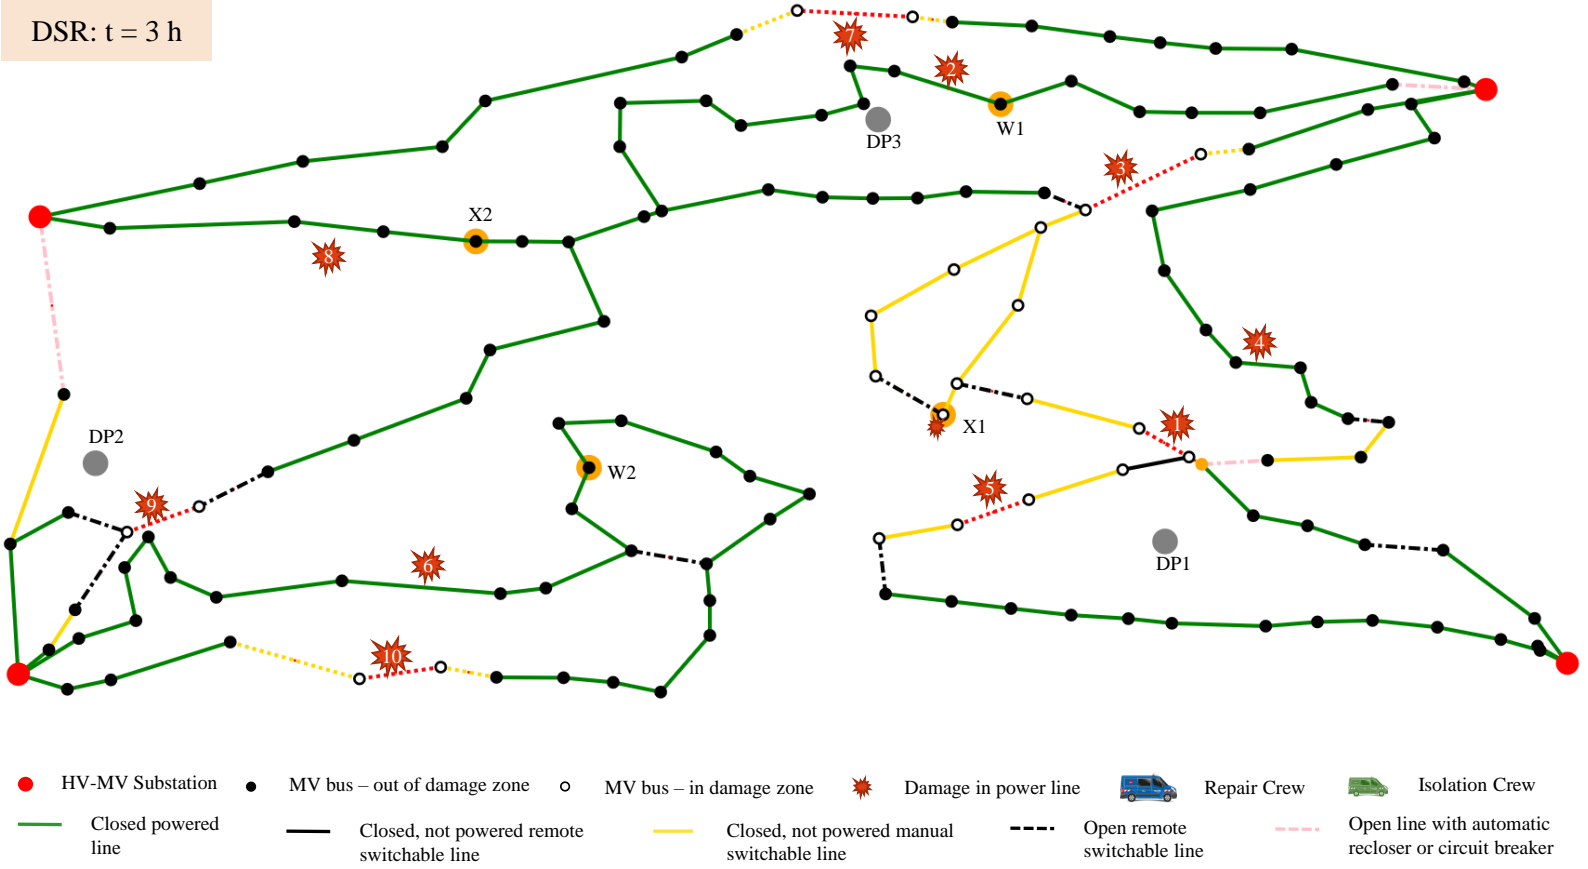 DSR: t = 3 h
7
2
W1
DP3
3
X2
8
4
DP2
X1
1
W2
5
9
DP1
6
10
HV-MV Substation
MV bus – out of damage zone
MV bus – in damage zone
Damage in power line
Repair Crew
Isolation Crew
Closed powered
line
Closed, not powered remote
switchable line
Closed, not powered manual
switchable line
Open remote
switchable line
Open line with automatic
recloser or circuit breaker